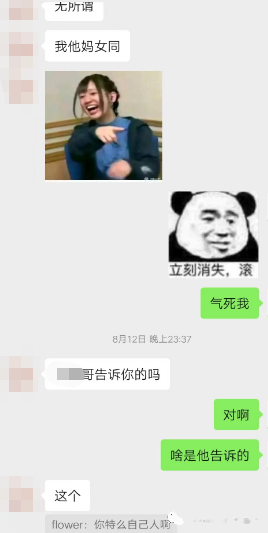 无所谓
我他妈女同
立刻消失，滚
气死我
8月12日 晚上23:37
哥告诉你的吗
对啊
啥是他告诉的
这个
flower：你特么自己人啊